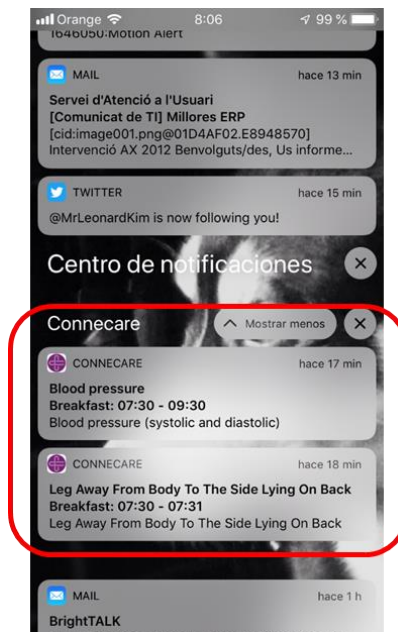 Orange 8:06 99 %
1646050:Motion Alert
MAIL hace 13 min
Servei d'Atenció a l'Usuari
[Comunicat de TI] Millores ERP
[cid:image001.png@01D4AF02.E8948570]
Intervenció AX 2012 Benvolguts/des, Us informe...
TWITTER hace 15 min
@MrLeonardKim is now following you!
Centro de notificaciones
Connecare Mostrar menos
CONNECARE hace 17 min
Blood pressure
Breakfast: 07:30 - 09:30
Blood pressure (systolic and diastolic)
CONNECARE hace 18 min
Leg Away From Body To The Side Lying On Back
Breakfast: 07:30 - 07:31
Leg Away From Body To The Side Lying On Back
MAIL hace 1 h
BrightTALK